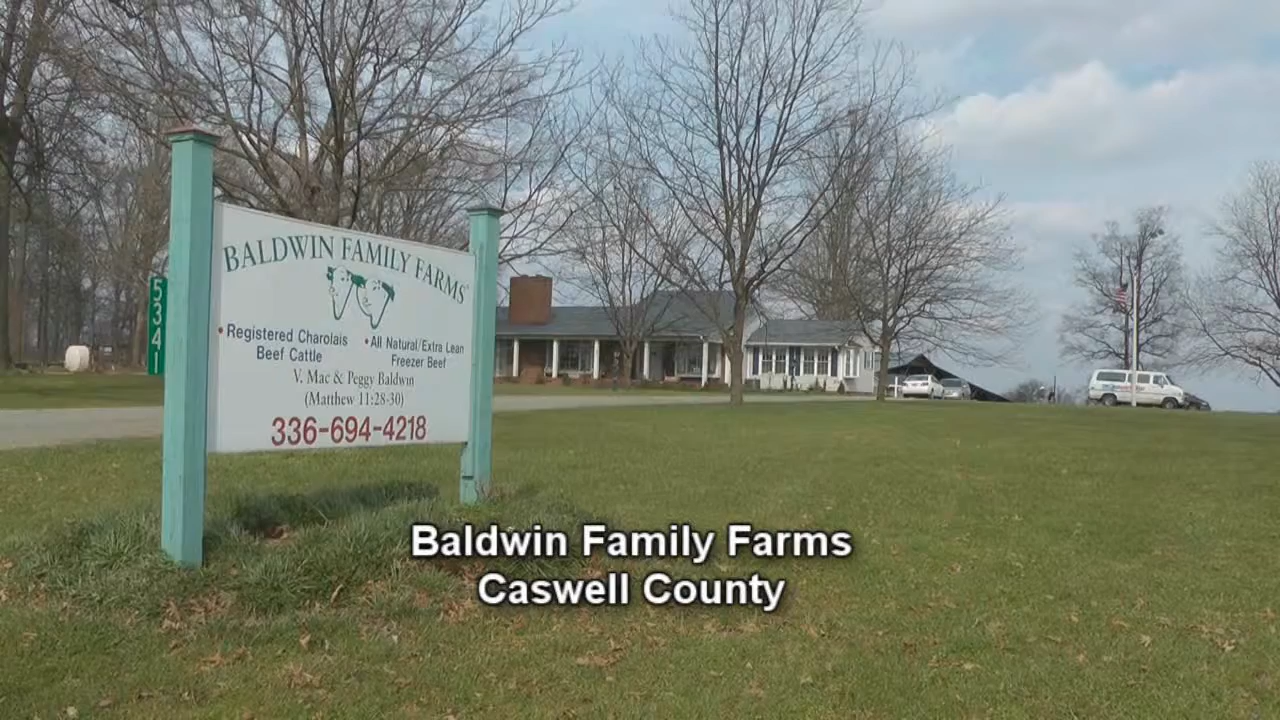 BALDWIN FAMILY FARMS
5341
• Registered Charolais
Beef Cattle
• All Natural/Extra Lean
Freezer Beef
V. Mac & Peggy Baldwin
(Matthew 11:28-30)
336-694-4218
Baldwin Family Farms
Caswell County